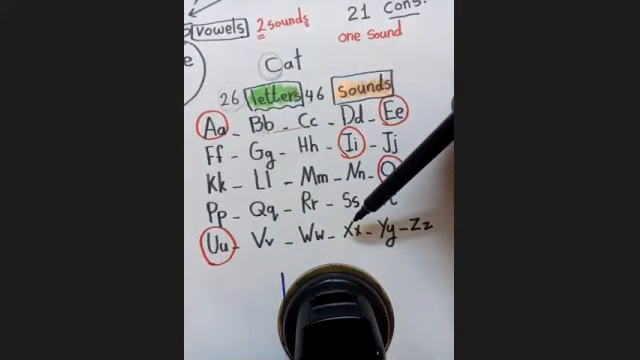 21 Cons.
vowels 2 sounds
one sound
Cat
26 letters 46 sounds
Aa - Bb - Cc - Dd - Ee
Ff - Gg - Hh - Ii - Jj
Kk - Ll - Mm - Nn -
Pp - Qq - Rr - Ss
Uu - Vv - Ww - Xx - Yy - Zz